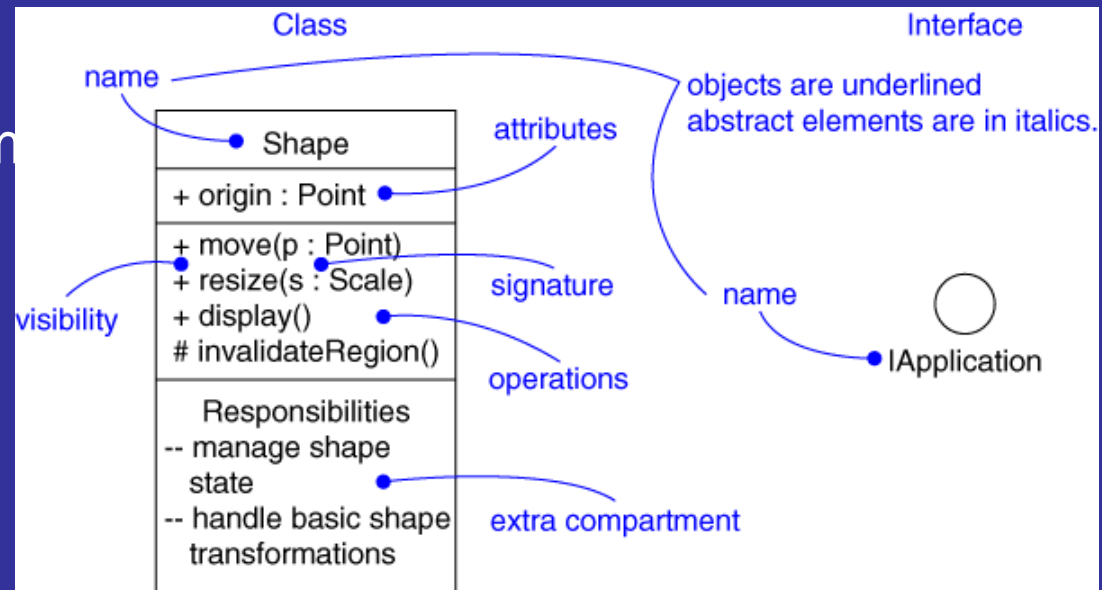 Class
Interface
name
objects are underlined
abstract elements are in italics.
attributes
Shape
+ origin : Point
+ move(p : Point)
+ resize(s : Scale)
+ display()
# invalidateRegion()
visibility
signature
operations
name
IApplication
Responsibilities
-- manage shape
state
-- handle basic shape
transformations
extra compartment